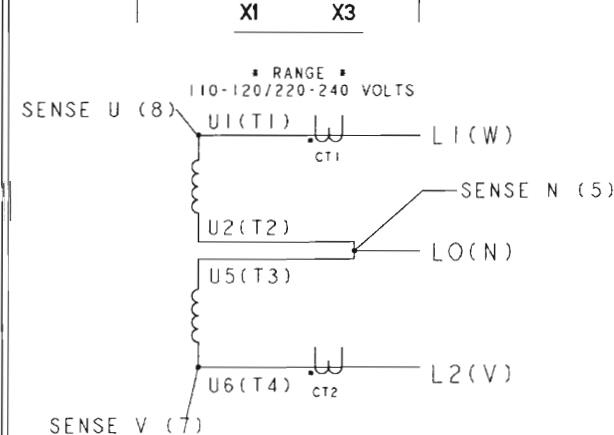 X1 X3
* RANGE *
110-120/220-240 VOLTS
SENSE U (8)
U1(T1)
CT1
L1(W)
SENSE N (5)
U2(T2)
L0(N)
U5(T3)
U6(T4)
CT2
L2(V)
SENSE V (7)